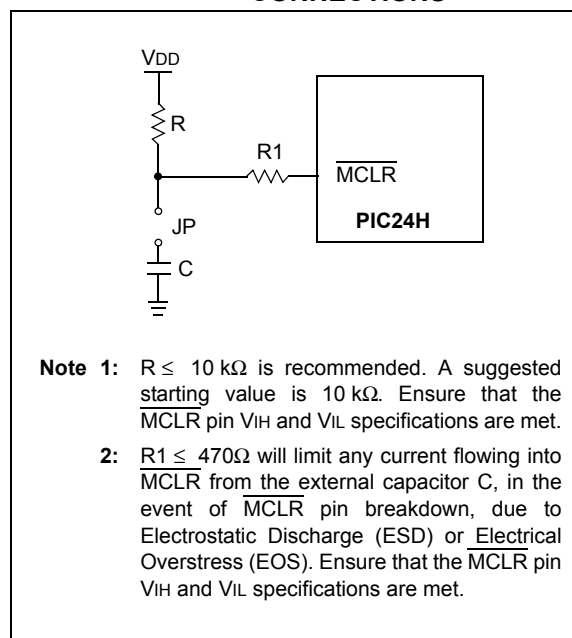 VDD
R
R1
MCLR
JP
PIC24H
C
Note 1: R ≤ 10 kΩ is recommended. A suggested
starting value is 10 kΩ. Ensure that the
MCLR pin VIH and VIL specifications are met.
2: R1 ≤ 470Ω will limit any current flowing into
MCLR from the external capacitor C, in the
event of MCLR pin breakdown, due to
Electrostatic Discharge (ESD) or Electrical
Overstress (EOS). Ensure that the MCLR pin
VIH and VIL specifications are met.